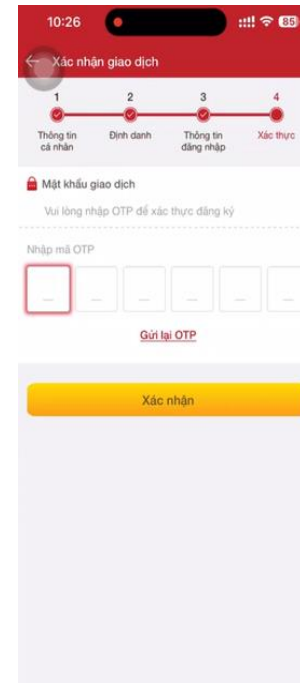 10:26
85
Xác nhận giao dịch
1 2 3 4
Thông tin cá nhân
Định danh
Thông tin đăng nhập
Xác thực
Mật khẩu giao dịch
Vui lòng nhập OTP để xác thực đăng ký
Nhập mã OTP
Gửi lại OTP
Xác nhận